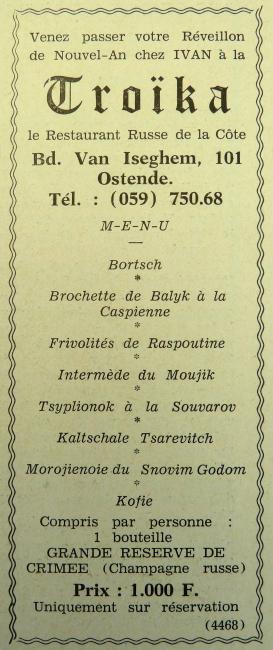 Venez passer votre Réveillon
de Nouvel-An chez IVAN à la
Troïka
le Restaurant Russe de la Côte
Bd. Van Iseghem, 101
Ostende.
Tél. : (059) 750.68
M-E-N-U
—
Bortsch
*
Brochette de Balyk à la
Caspienne
*
Frivolités de Raspoutine
*
Intermède du Moujik
*
Tsyplionok à la Souvarov
*
Kaltschale Tsarevitch
*
Morojienoie du Snovim Godom
*
Kofie
Compris par personne :
1 bouteille
GRANDE RESERVE DE
CRIMEE (Champagne russe)
Prix : 1.000 F.
Uniquement sur réservation
(4468)